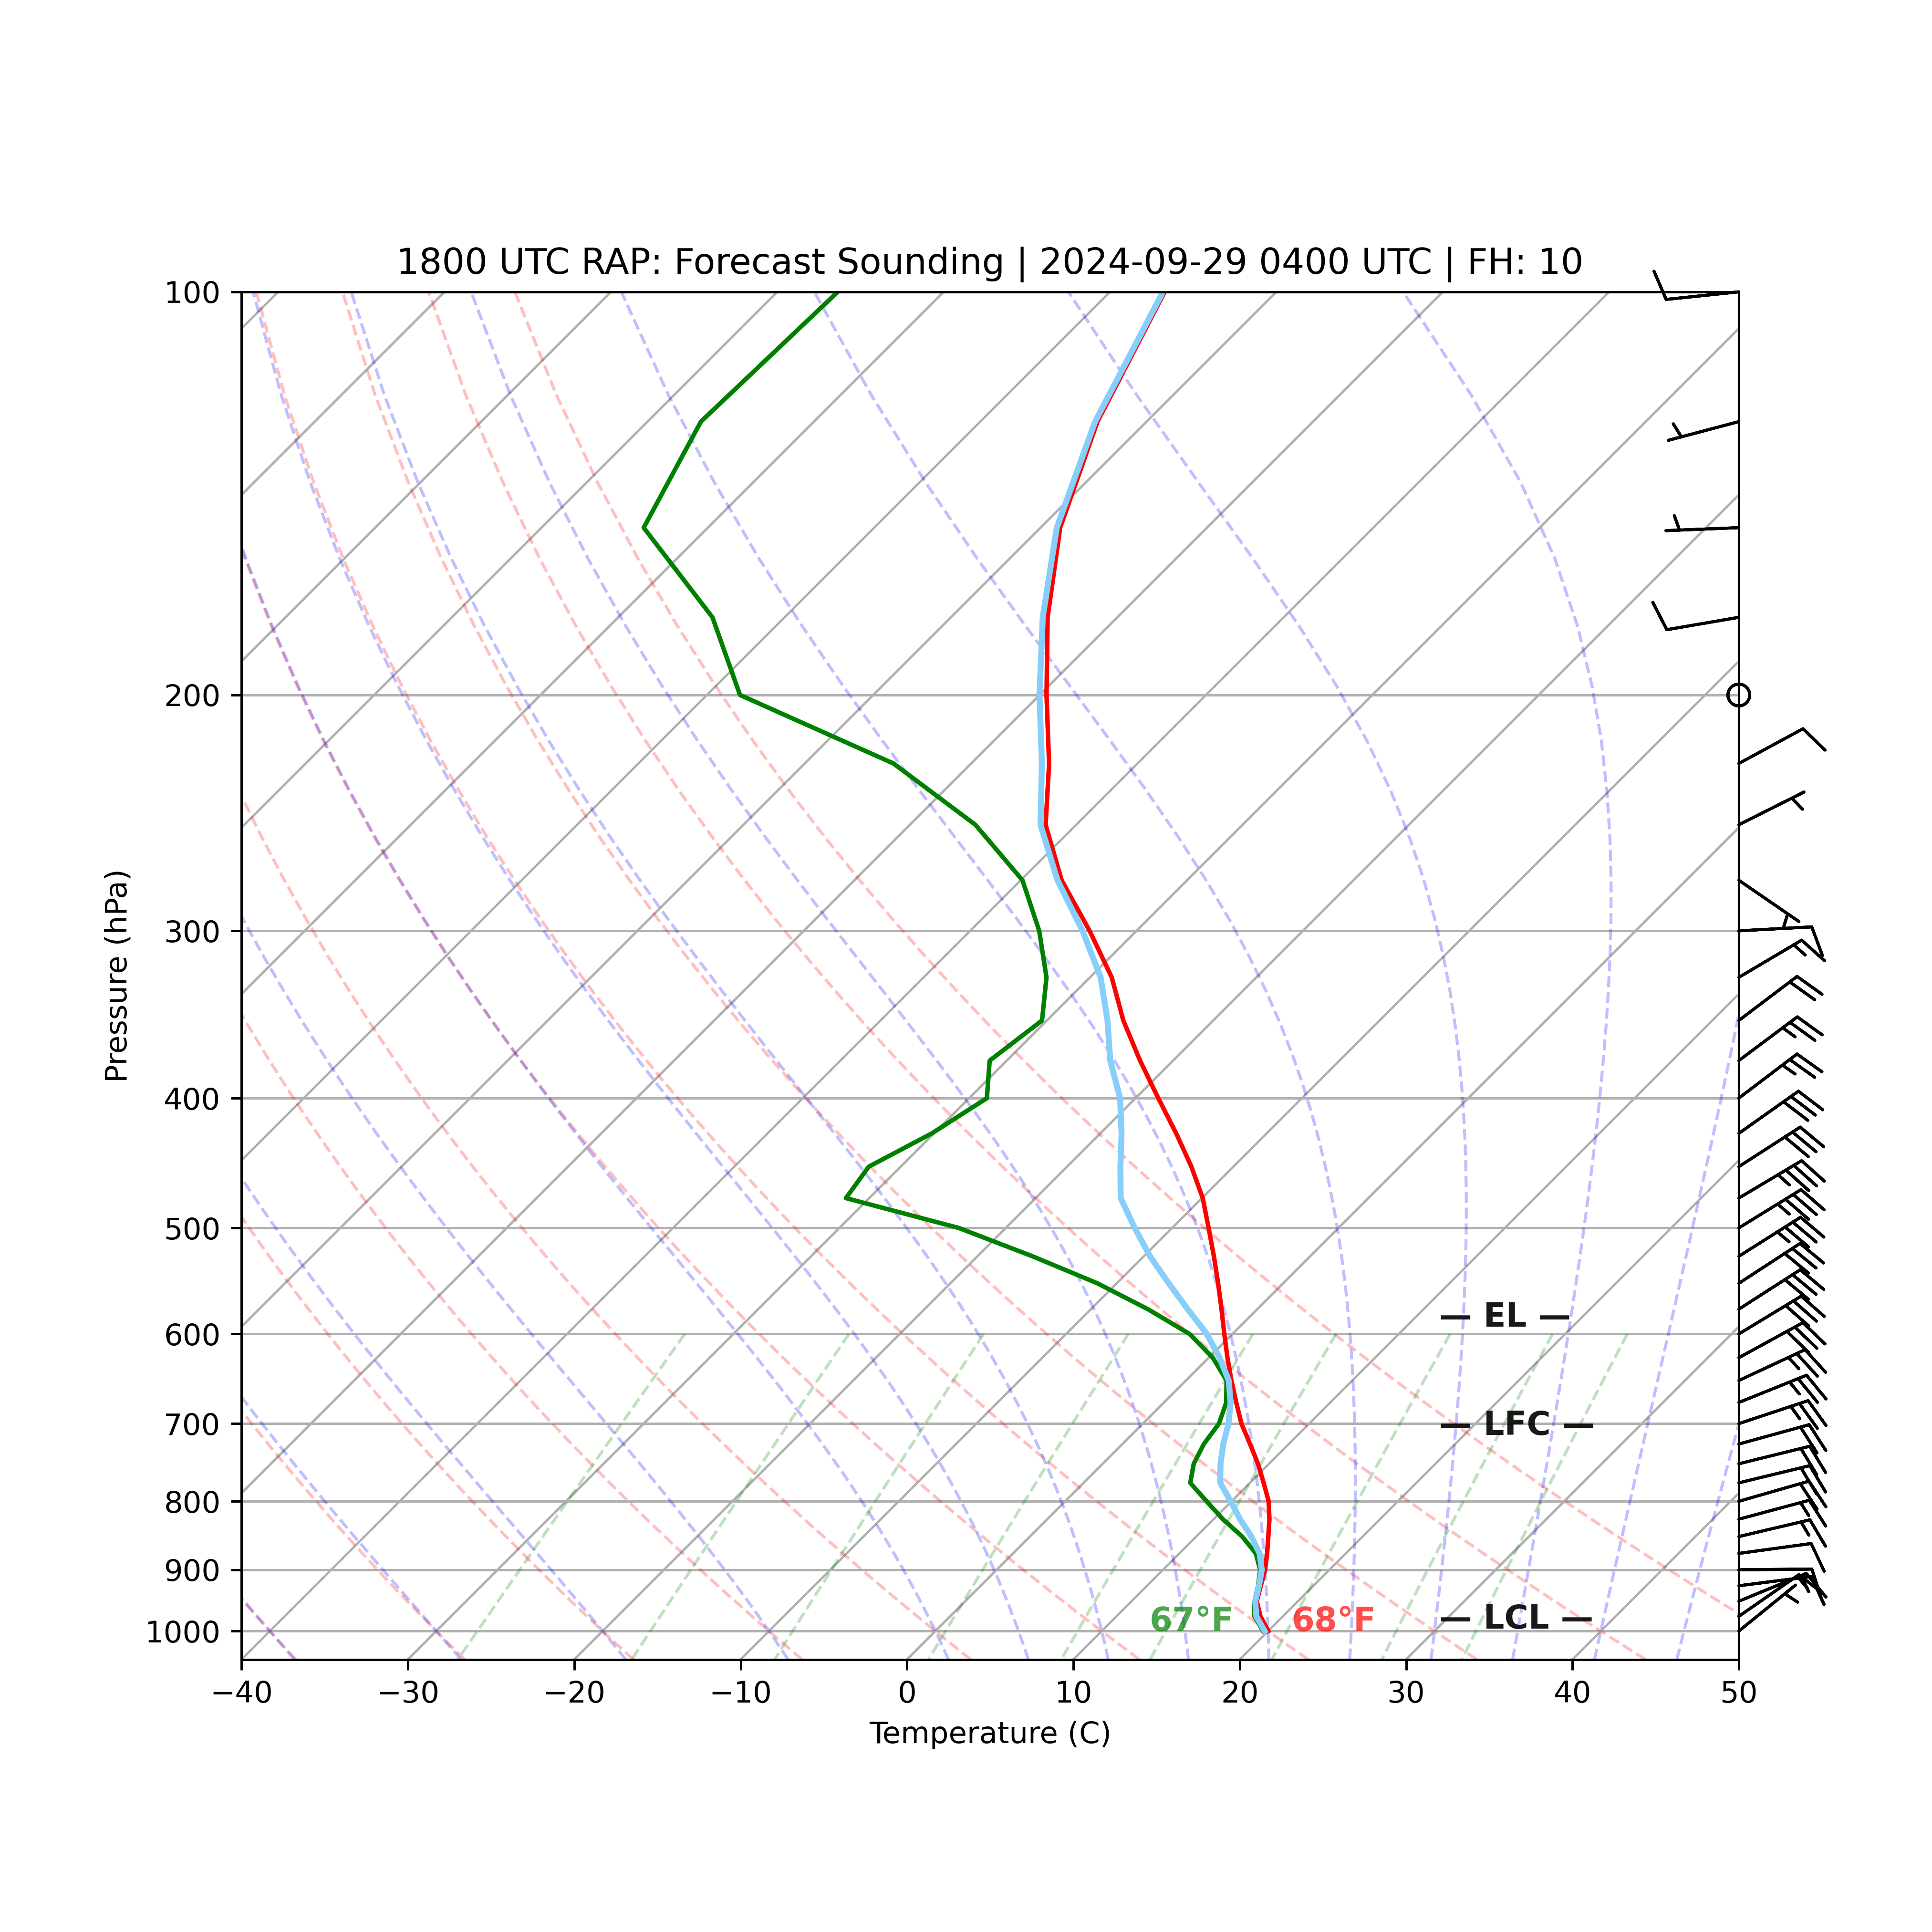 1800 UTC RAP: Forecast Sounding | 2024-09-29 0400 UTC | FH: 10
100
200
300
400
500
600
700
800
900
1000
Pressure (hPa)
— EL —
— LFC —
67°F 68°F — LCL —
−40 −30 −20 −10 0 10 20 30 40 50
Temperature (C)